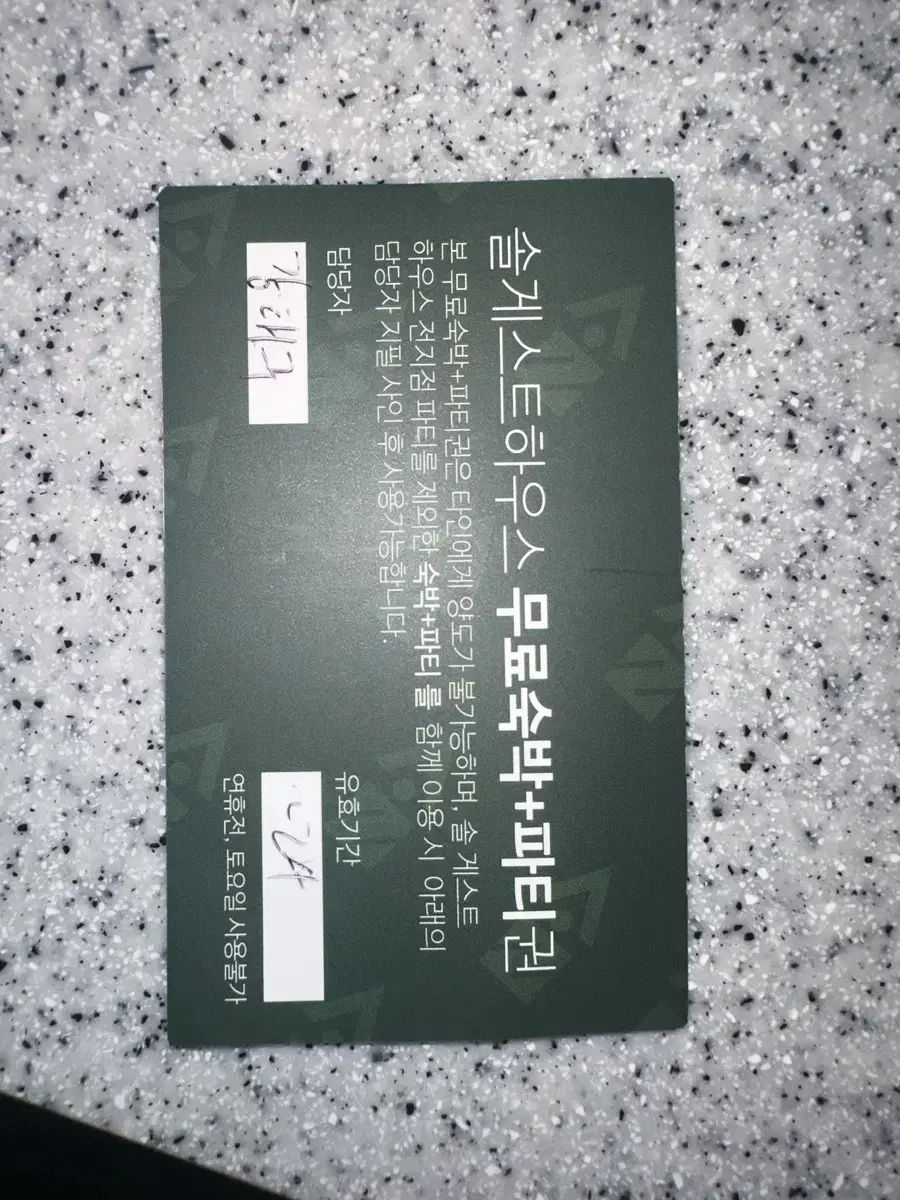 솔게스트하우스 무료숙박+파티권
본 무료숙박+파티권은 타인에게 양도가 불가능하며, 솔 게스트
하우스 전지점 파티를 제외한 숙박+파티 를 함께 이용 시 아래의
담당자 자필 사인 후 사용가능합니다.
담당자
유효기간
연휴전, 토요일 사용불가